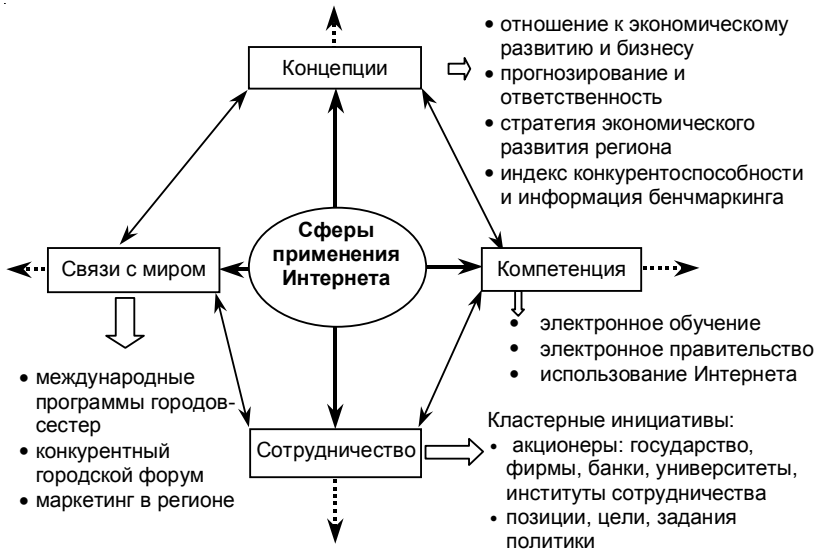 Концепции
• отношение к экономическому
развитию и бизнесу
• прогнозирование и
ответственность
• стратегия экономического
развития региона
• индекс конкурентоспособности
и информация бенчмаркинга
Сферы
применения
Интернета
Связи с миром
Компетенция
• электронное обучение
• электронное правительство
• использование Интернета
• международные
программы городов-
сестер
• конкурентный
городской форум
• маркетинг в регионе
Сотрудничество
Кластерные инициативы:
• акционеры: государство,
фирмы, банки, университеты,
институты сотрудничества
• позиции, цели, задания
политики